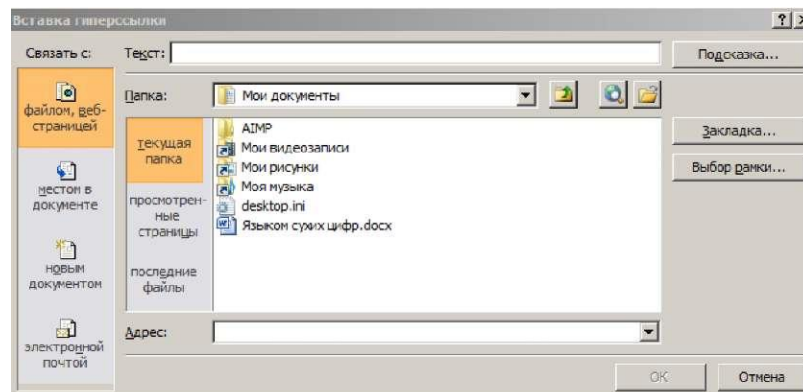 Вставка гиперссылки
Связать с:
Текст:
Подсказка...
файлом, веб-
страницей
Папка:
Мои документы
текущая
папка
AIMP
Мои видеозаписи
Мои рисунки
Моя музыка
desktop.ini
Языком сухих цифр.docx
Закладка...
Выбор рамки...
местом в
документе
просмотрен-
ные
страницы
новым
документом
последние
файлы
электронной
почтой
Адрес:
ОК
Отмена